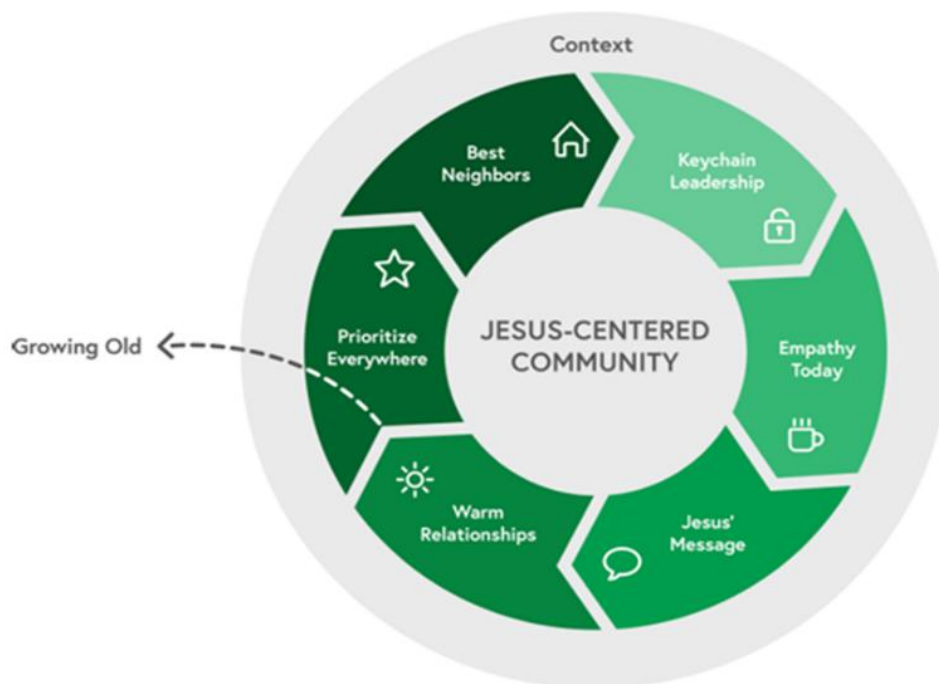 Context
Best
Neighbors
Keychain
Leadership
JESUS-CENTERED
COMMUNITY
Empathy
Today
Prioritize
Everywhere
Growing Old
Warm
Relationships
Jesus'
Message